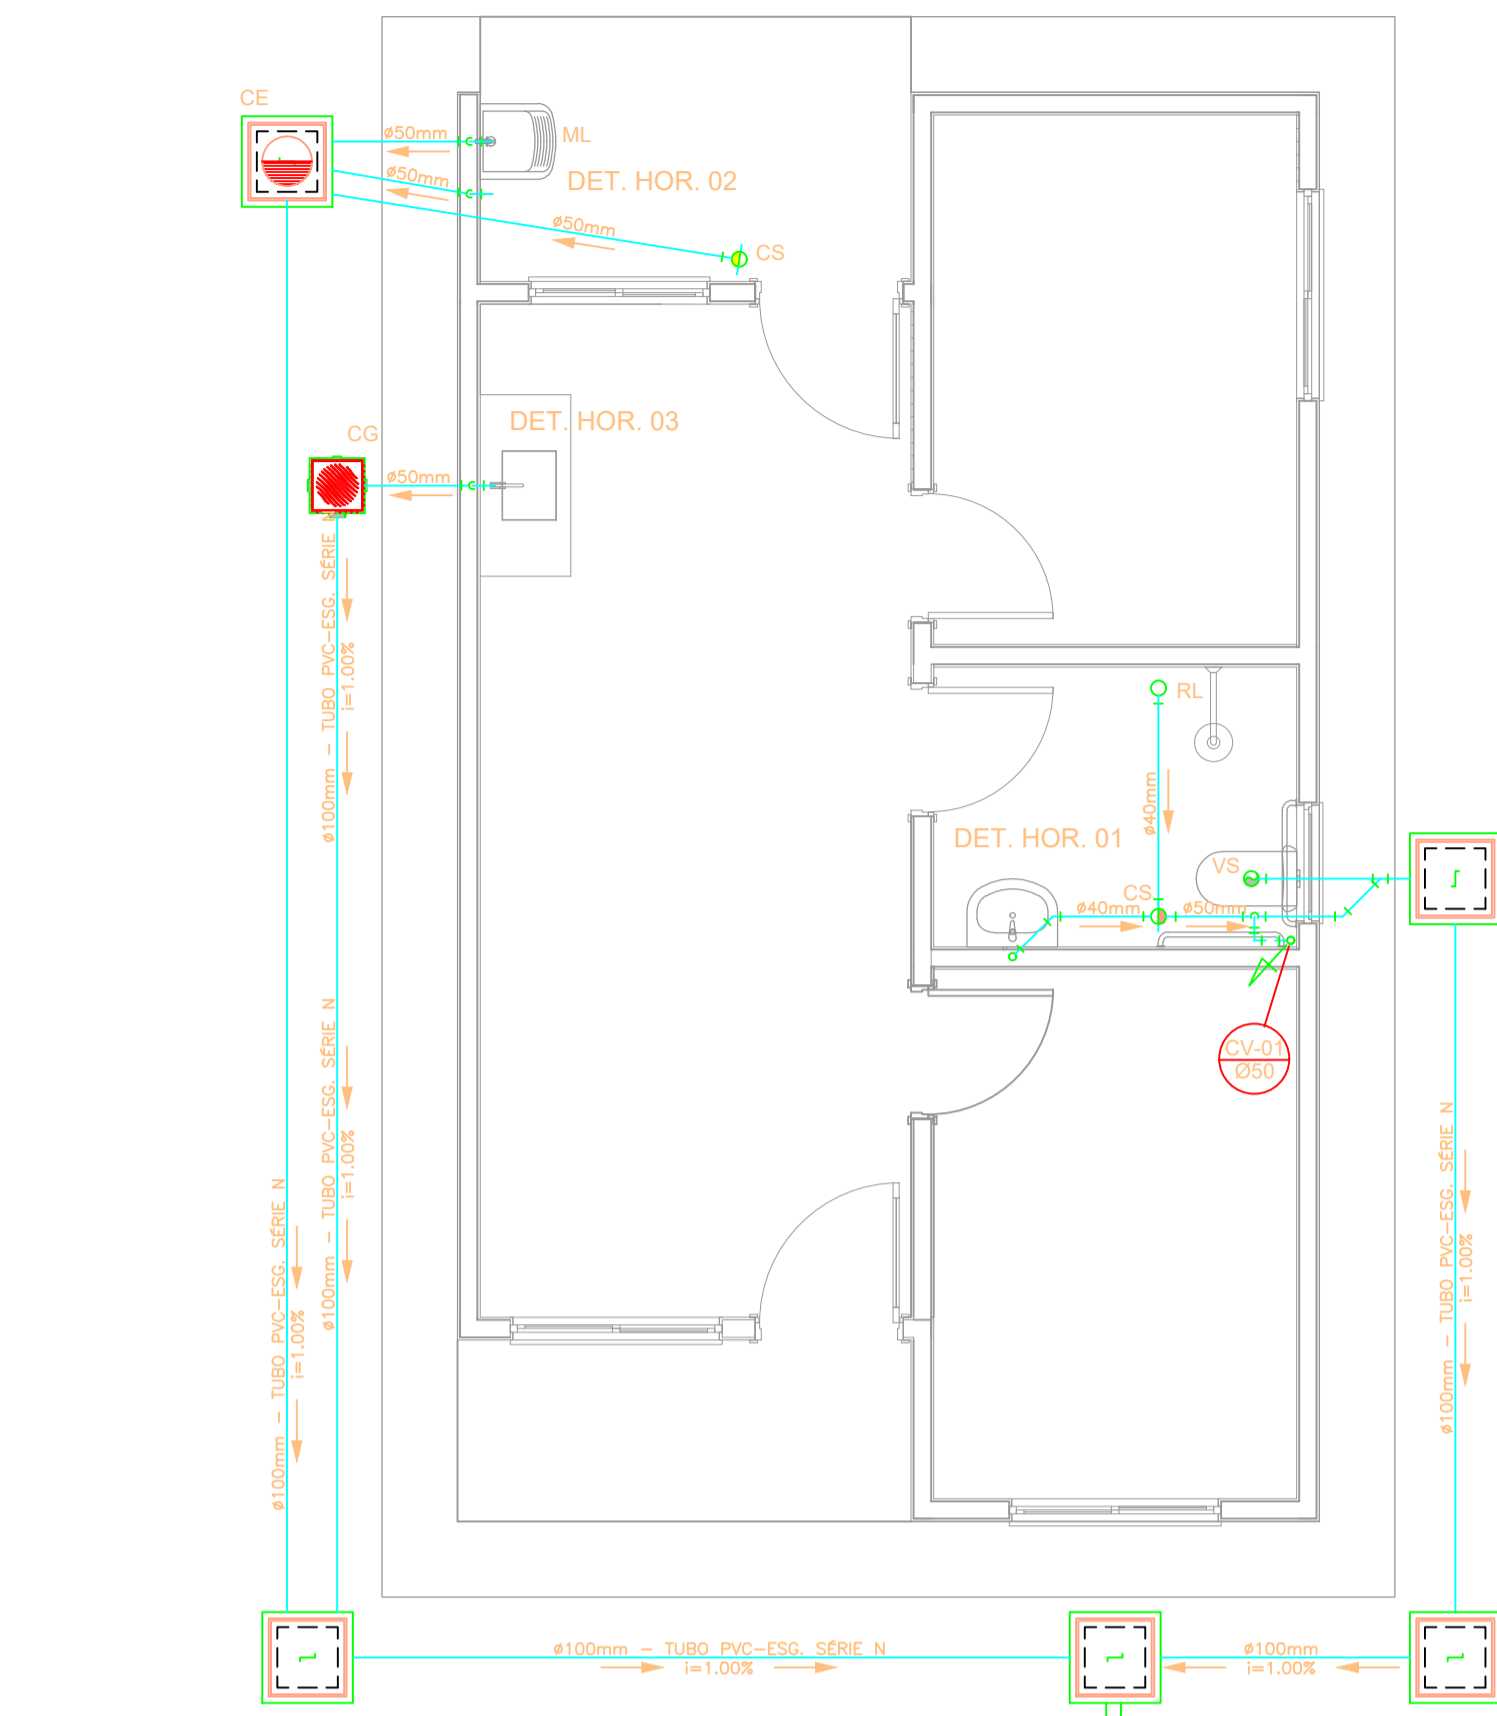 CE
ø50mm
ML
ø50mm
DET. HOR. 02
ø50mm
CS
CG
DET. HOR. 03
ø50mm
ø100mm – TUBO PVC–ESG. SÉRIE N
i=1.00%
RL
ø40mm
DET. HOR. 01
VS
CS
ø40mm
ø50mm
CV-01
Ø50
ø100mm – TUBO PVC–ESG. SÉRIE N
i=1.00%
ø100mm – TUBO PVC–ESG. SÉRIE N
i=1.00%
ø100mm – TUBO PVC–ESG. SÉRIE N
i=1.00%
ø100mm – TUBO PVC–ESG. SÉRIE N
i=1.00%
ø100mm
i=1.00%